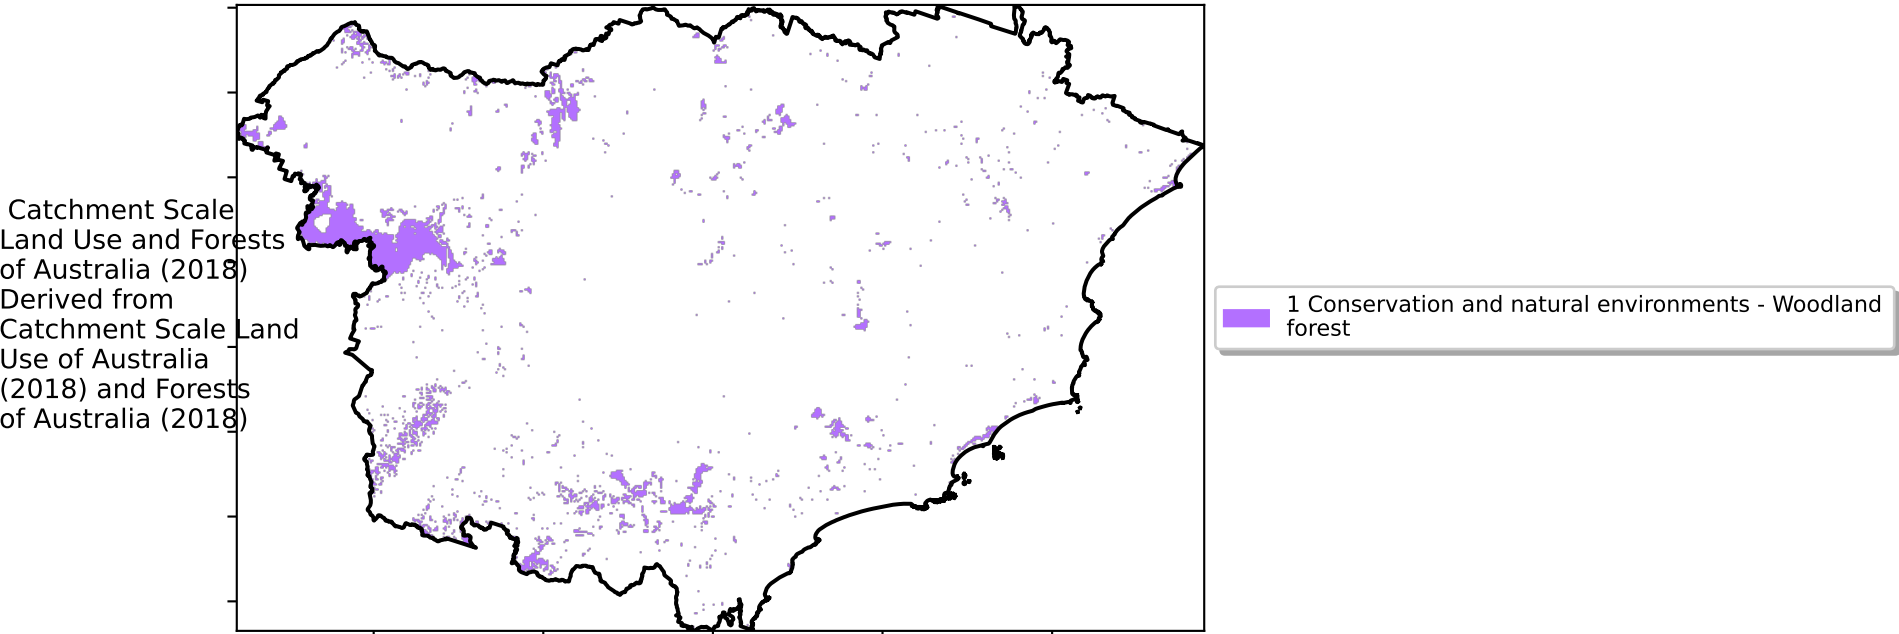 Catchment Scale
Land Use and Forests
of Australia (2018)
Derived from
Catchment Scale Land
Use of Australia
(2018) and Forests
of Australia (2018)
1 Conservation and natural environments - Woodland
forest